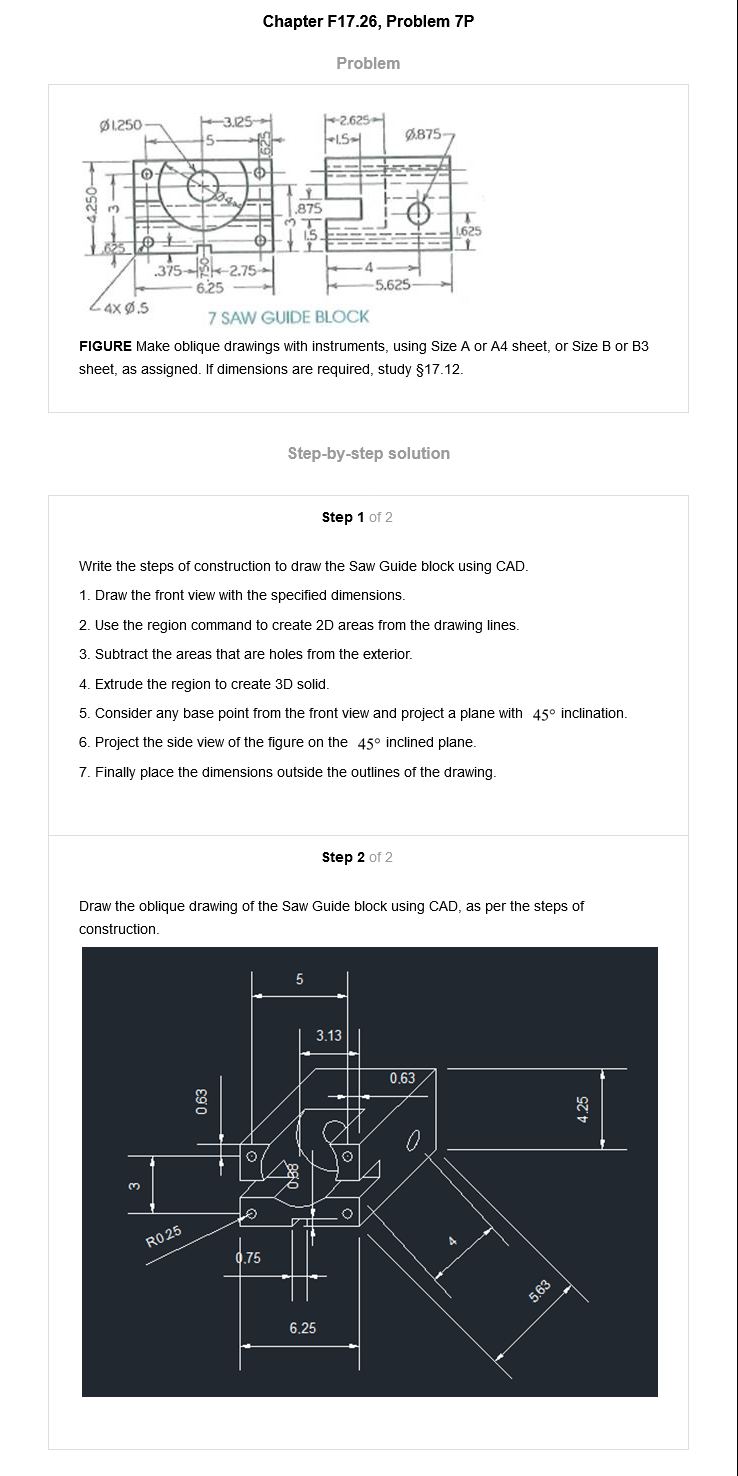 Chapter F17.26, Problem 7P
Problem
Ø1.250
3.125
5
.625
2.625
1.5
Ø.875
4.250
3
Ø4
.875
3
1.5
1.625
.625
.375
.750
2.75
6.25
4
5.625
4X Ø.5
7 SAW GUIDE BLOCK
FIGURE Make oblique drawings with instruments, using Size A or A4 sheet, or Size B or B3
sheet, as assigned. If dimensions are required, study §17.12.
Step-by-step solution
Step 1 of 2
Write the steps of construction to draw the Saw Guide block using CAD.
1. Draw the front view with the specified dimensions.
2. Use the region command to create 2D areas from the drawing lines.
3. Subtract the areas that are holes from the exterior.
4. Extrude the region to create 3D solid.
5. Consider any base point from the front view and project a plane with 45° inclination.
6. Project the side view of the figure on the 45° inclined plane.
7. Finally place the dimensions outside the outlines of the drawing.
Step 2 of 2
Draw the oblique drawing of the Saw Guide block using CAD, as per the steps of
construction.
5
3.13
0.63
0.63
4.25
3
0.38
R0.25
0.75
4
5.63
6.25